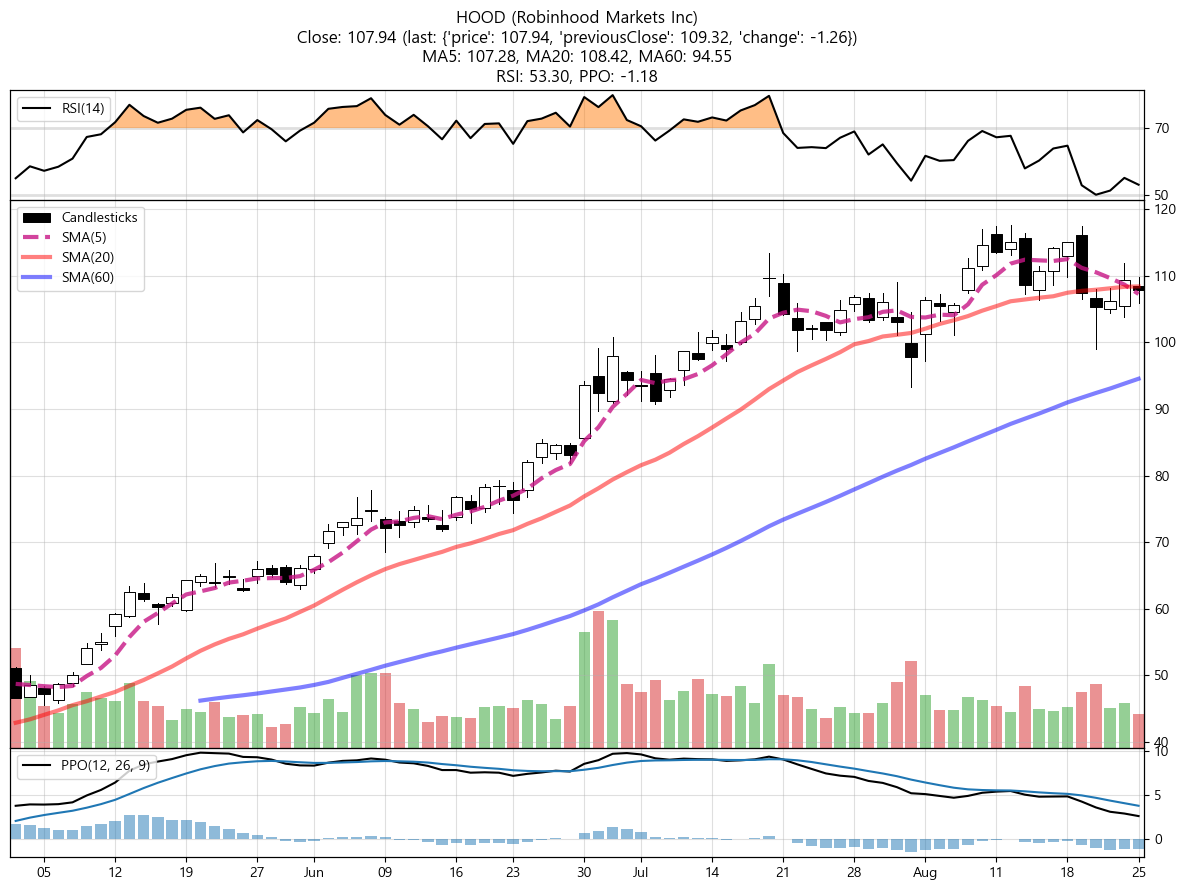 HOOD (Robinhood Markets Inc)
Close: 107.94 (last: {'price': 107.94, 'previousClose': 109.32, 'change': -1.26})
MA5: 107.28, MA20: 108.42, MA60: 94.55
RSI: 53.30, PPO: -1.18
RSI(14)
70
50
Candlesticks
SMA(5)
SMA(20)
SMA(60)
120
110
100
90
80
70
60
50
40
PPO(12, 26, 9)
10
5
0
05 12 19 27 Jun 09 16 23 30 Jul 14 21 28 Aug 11 18 25